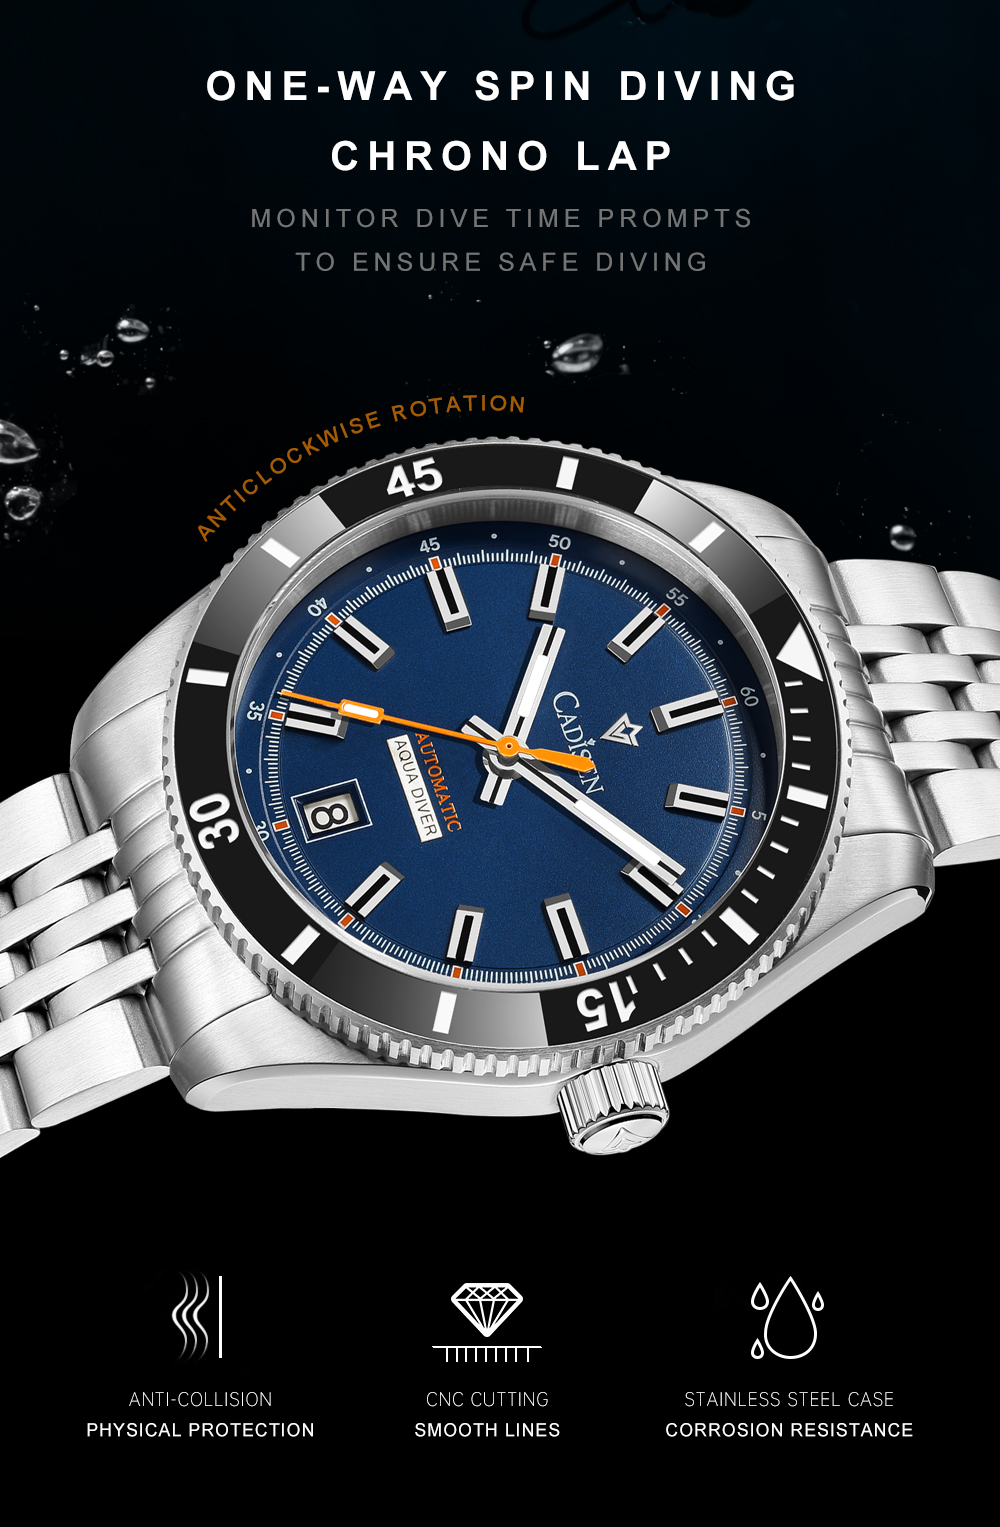 ONE-WAY SPIN DIVING
CHRONO LAP
MONITOR DIVE TIME PROMPTS
TO ENSURE SAFE DIVING
ANTICLOCKWISE ROTATION
45
30
15
45
50
55
60
5
40
35
30
CADISEN
AUTOMATIC
AQUA DIVER
8
ANTI-COLLISION
PHYSICAL PROTECTION
CNC CUTTING
SMOOTH LINES
STAINLESS STEEL CASE
CORROSION RESISTANCE